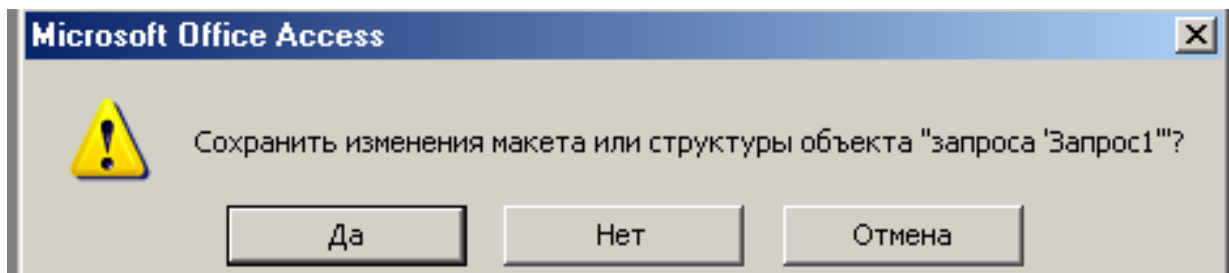 Microsoft Office Access
Сохранить изменения макета или структуры объекта "запроса 'Запрос1'"?
Да Нет Отмена